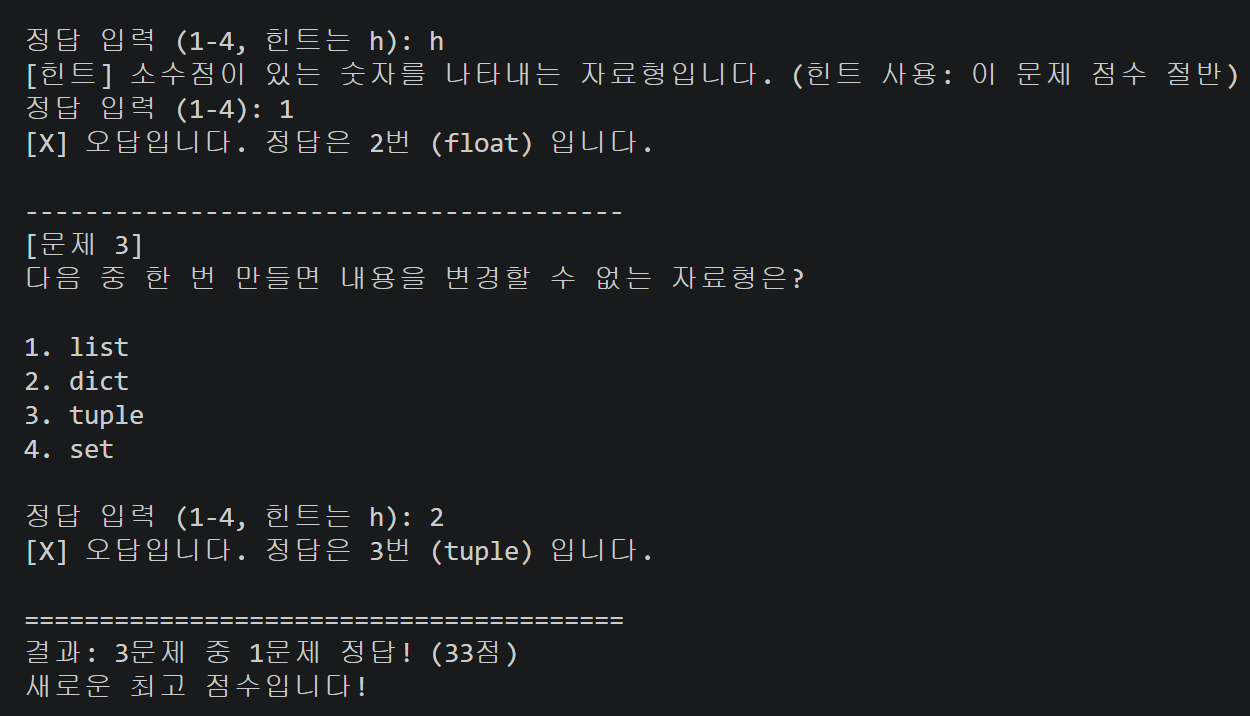 정답 입력 (1-4, 힌트는 h): h
[힌트] 소수점이 있는 숫자를 나타내는 자료형입니다. (힌트 사용: 이 문제 점수 절반)
정답 입력 (1-4): 1
[X] 오답입니다. 정답은 2번 (float) 입니다.
----------------------------------------
[문제 3]
다음 중 한 번 만들면 내용을 변경할 수 없는 자료형은?
1. list
2. dict
3. tuple
4. set
정답 입력 (1-4, 힌트는 h): 2
[X] 오답입니다. 정답은 3번 (tuple) 입니다.
========================================
결과: 3문제 중 1문제 정답! (33점)
새로운 최고 점수입니다!